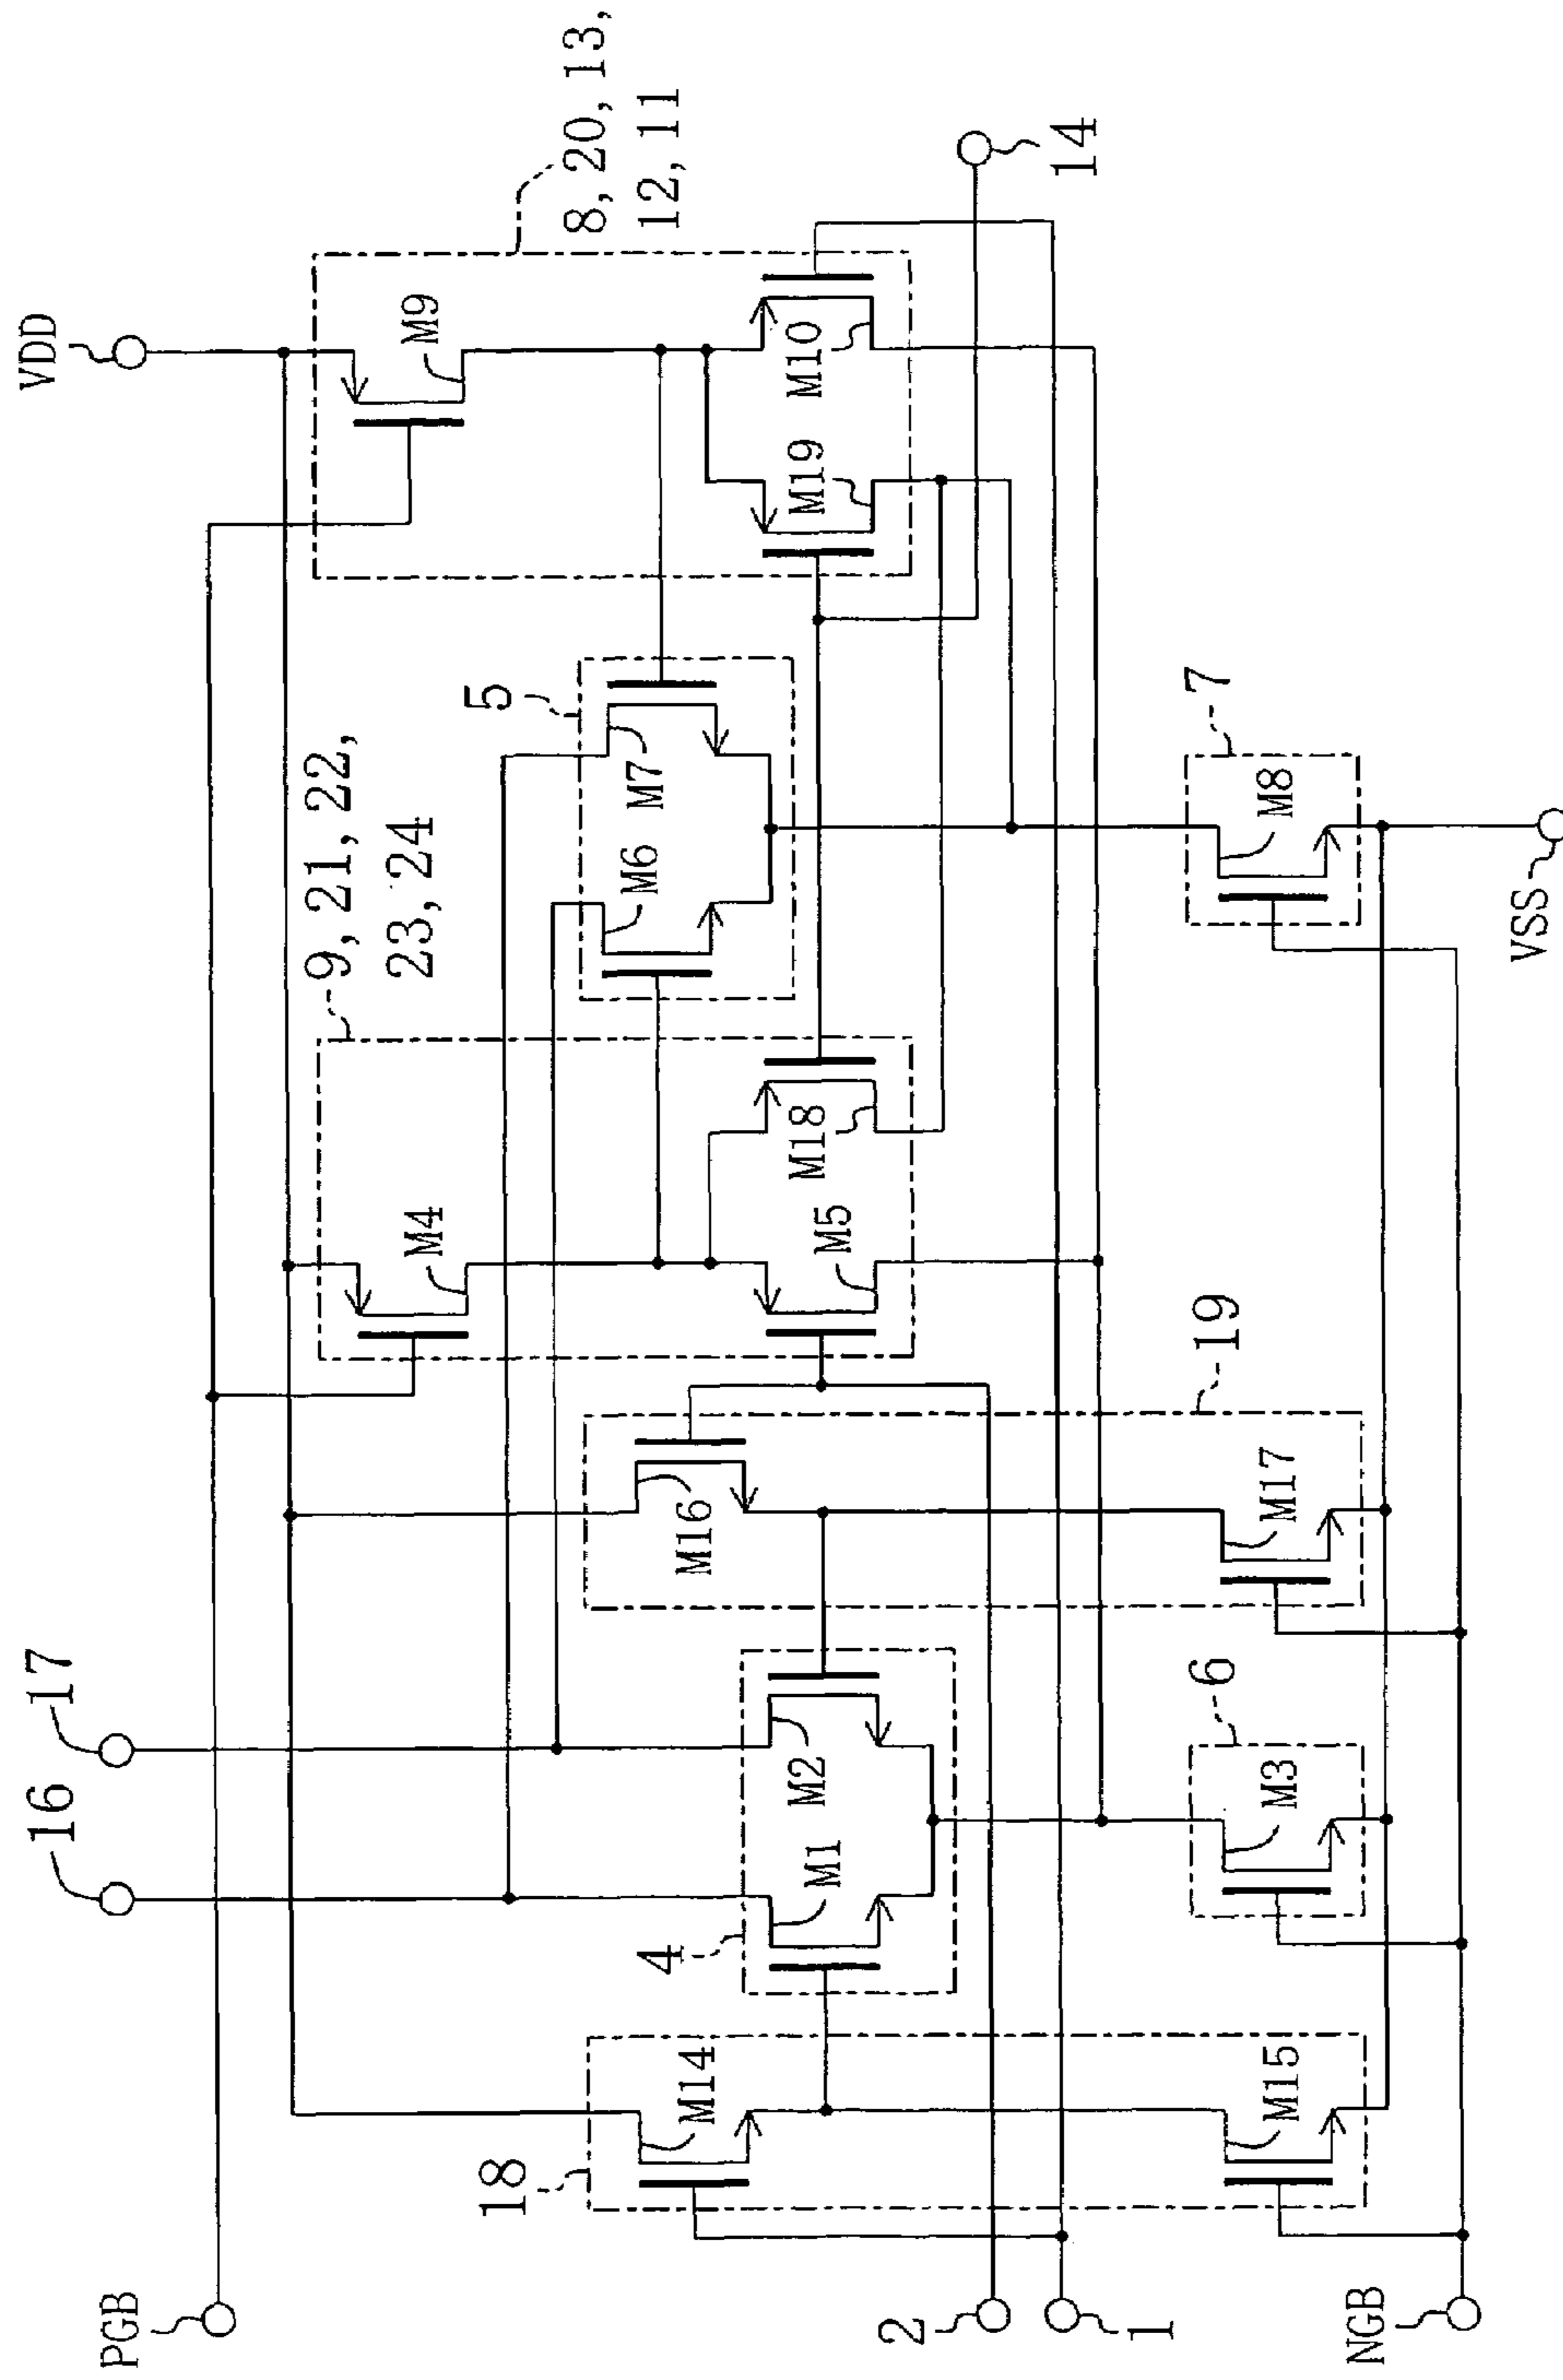 VDD
8, 20, 13,
12, 11
14
M9
M10
M19
5
M7
M6
7
M8
VSS
9, 21, 22,
23, 24
M18
M4
M5
19
M16
M17
17
16
M2
M1
4
6
M3
18
M14
M15
PGB
2
1
NGB